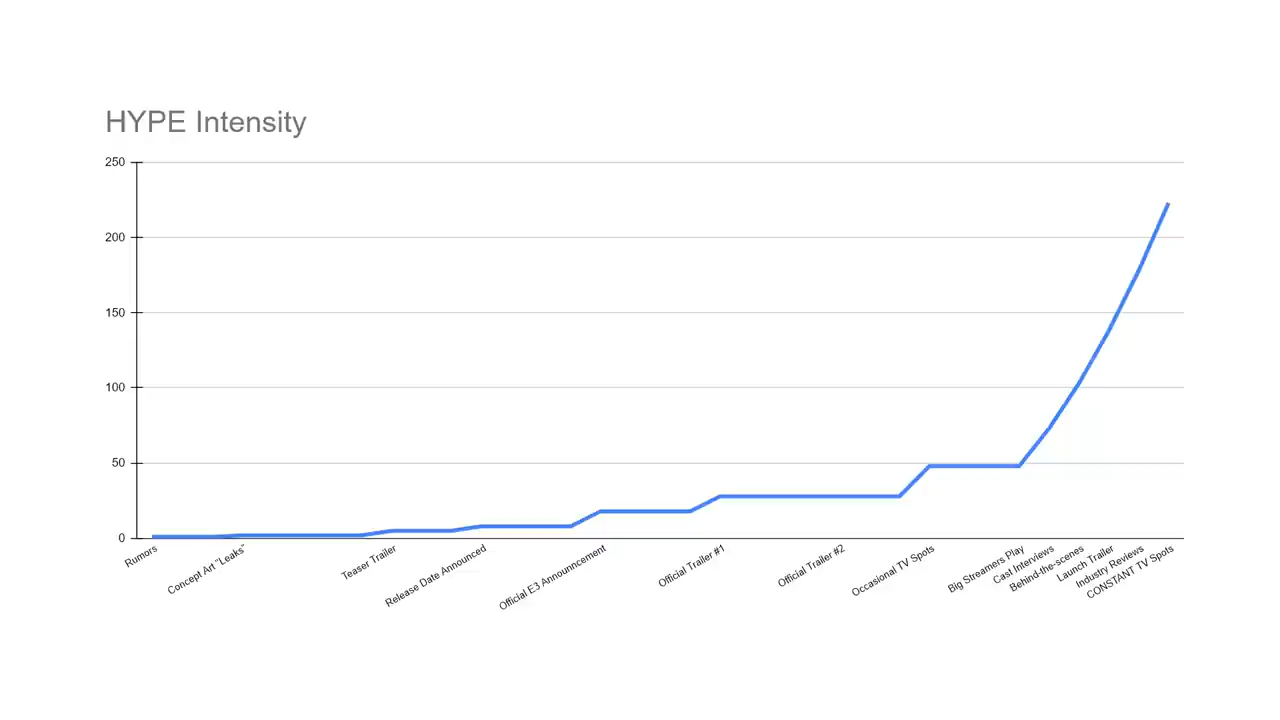 HYPE Intensity
250
200
150
100
50
0
Rumors
Concept Art "Leaks"
Teaser Trailer
Release Date Announced
Official E3 Announncement
Official Trailer #1
Official Trailer #2
Occasional TV Spots
Big Streamers Play
Cast Interviews
Behind-the-scenes
Launch Trailer
Industry Reviews
CONSTANT TV Spots